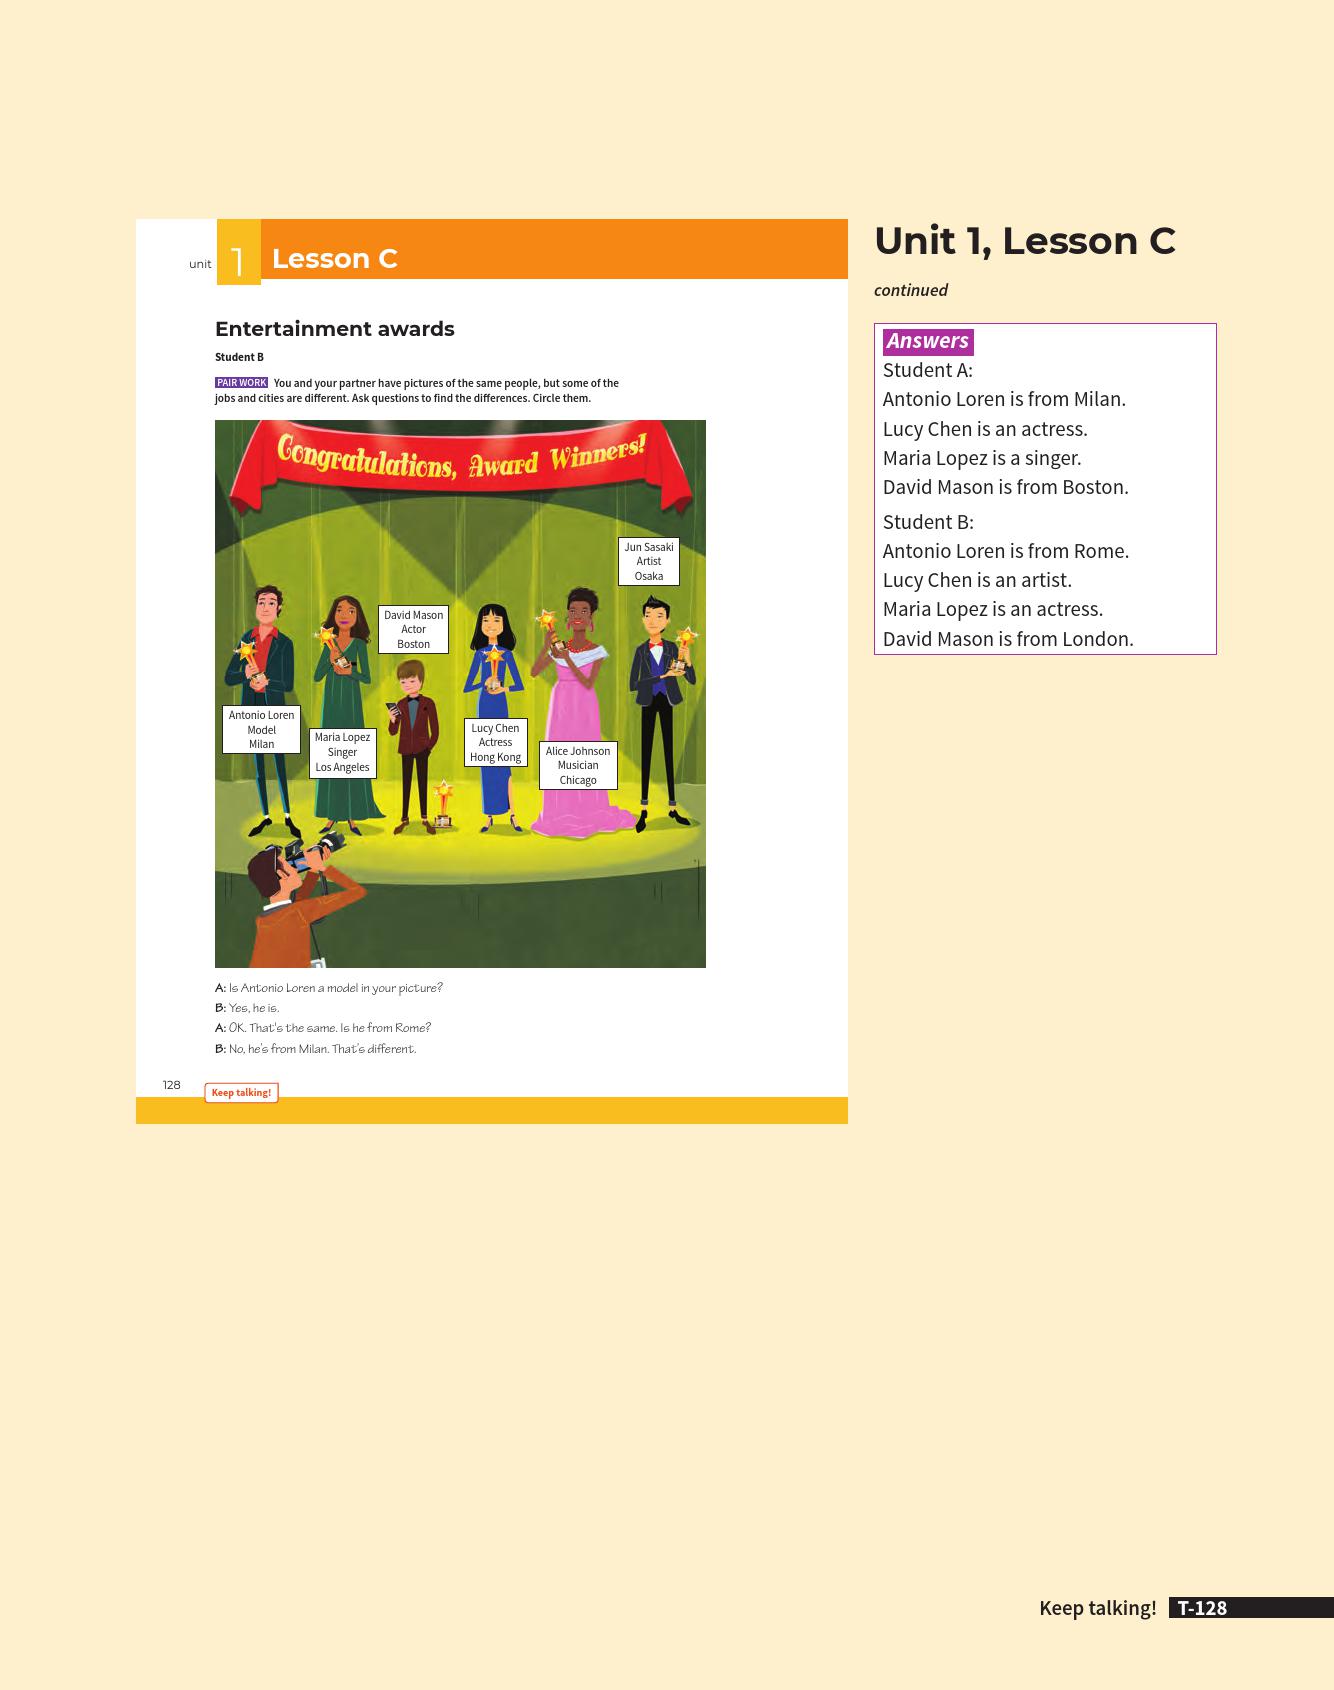 unit 1 Lesson C
Entertainment awards
Student B
PAIR WORK You and your partner have pictures of the same people, but some of the
jobs and cities are different. Ask questions to find the differences. Circle them.
Congratulations, Award Winners!
Jun Sasaki
Artist
Osaka
David Mason
Actor
Boston
Antonio Loren
Model
Milan
Maria Lopez
Singer
Los Angeles
Lucy Chen
Actress
Hong Kong
Alice Johnson
Musician
Chicago
A: Is Antonio Loren a model in your picture?
B: Yes, he is.
A: OK. That's the same. Is he from Rome?
B: No, he's from Milan. That's different.
128
Keep talking!
Unit 1, Lesson C
continued
Answers
Student A:
Antonio Loren is from Milan.
Lucy Chen is an actress.
Maria Lopez is a singer.
David Mason is from Boston.
Student B:
Antonio Loren is from Rome.
Lucy Chen is an artist.
Maria Lopez is an actress.
David Mason is from London.
Keep talking! T-128